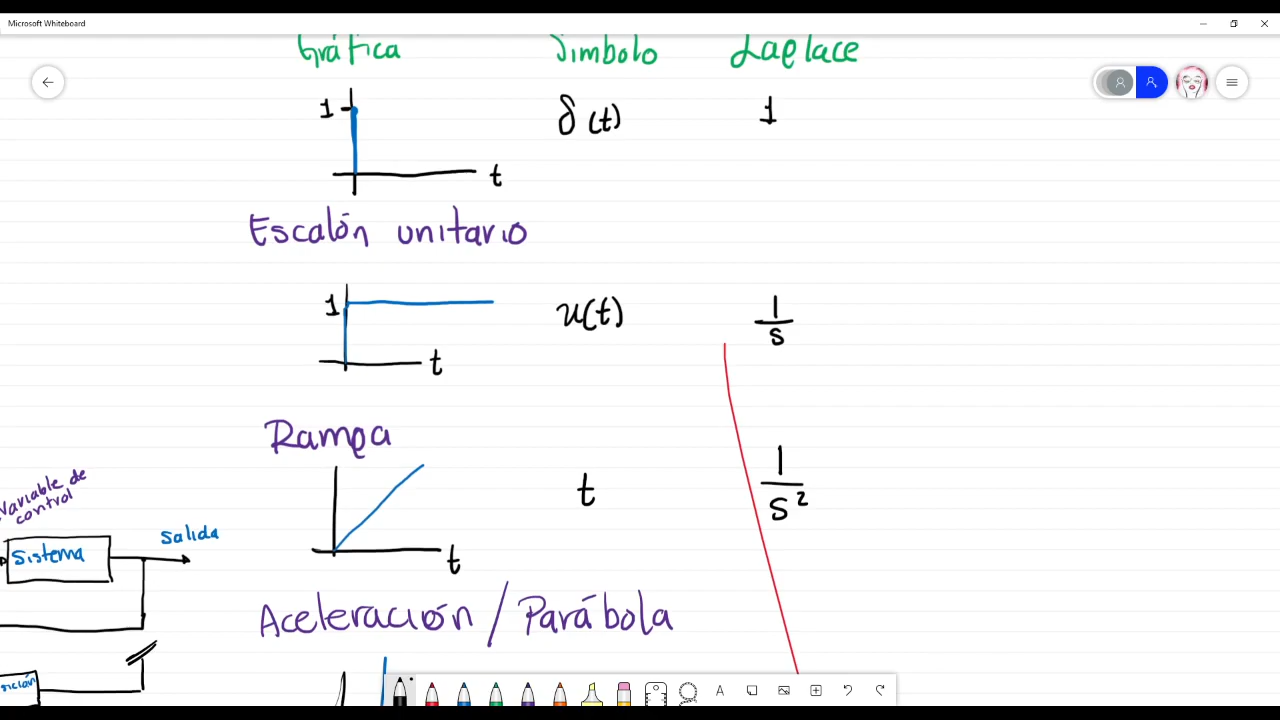 Microsoft Whiteboard
Gráfica Símbolo Laplace
1 δ(t) 1
t
Escalón unitario
1 u(t) 1/s
t
Rampa
t 1/s²
t
Variable de
control
Sistema
salida
Aceleración / Parábola
sición
A